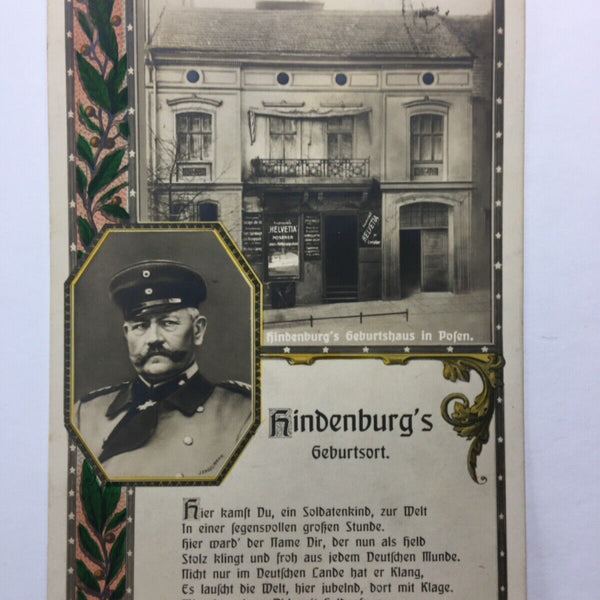 HELVETIA
HELVETIA
Hindenburg's Geburtshaus in Posen.
Hindenburg's
Geburtsort.
Hier kamſt Du, ein Soldatenkind, zur Welt
In einer ſegensvollen großen Stunde.
Hier ward' der Name Dir, der nun als Held
Stolz klingt und froh aus jedem Deutſchen Munde.
Nicht nur im Deutſchen Lande hat er Klang,
Es lauſcht die Welt, hier jubelnd, dort mit Klage.